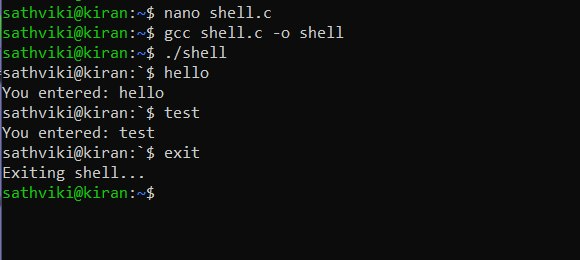 sathviki@kiran:~$ nano shell.c
sathviki@kiran:~$ gcc shell.c -o shell
sathviki@kiran:~$ ./shell
sathviki@kiran:`$ hello
You entered: hello
sathviki@kiran:`$ test
You entered: test
sathviki@kiran:`$ exit
Exiting shell...
sathviki@kiran:~$